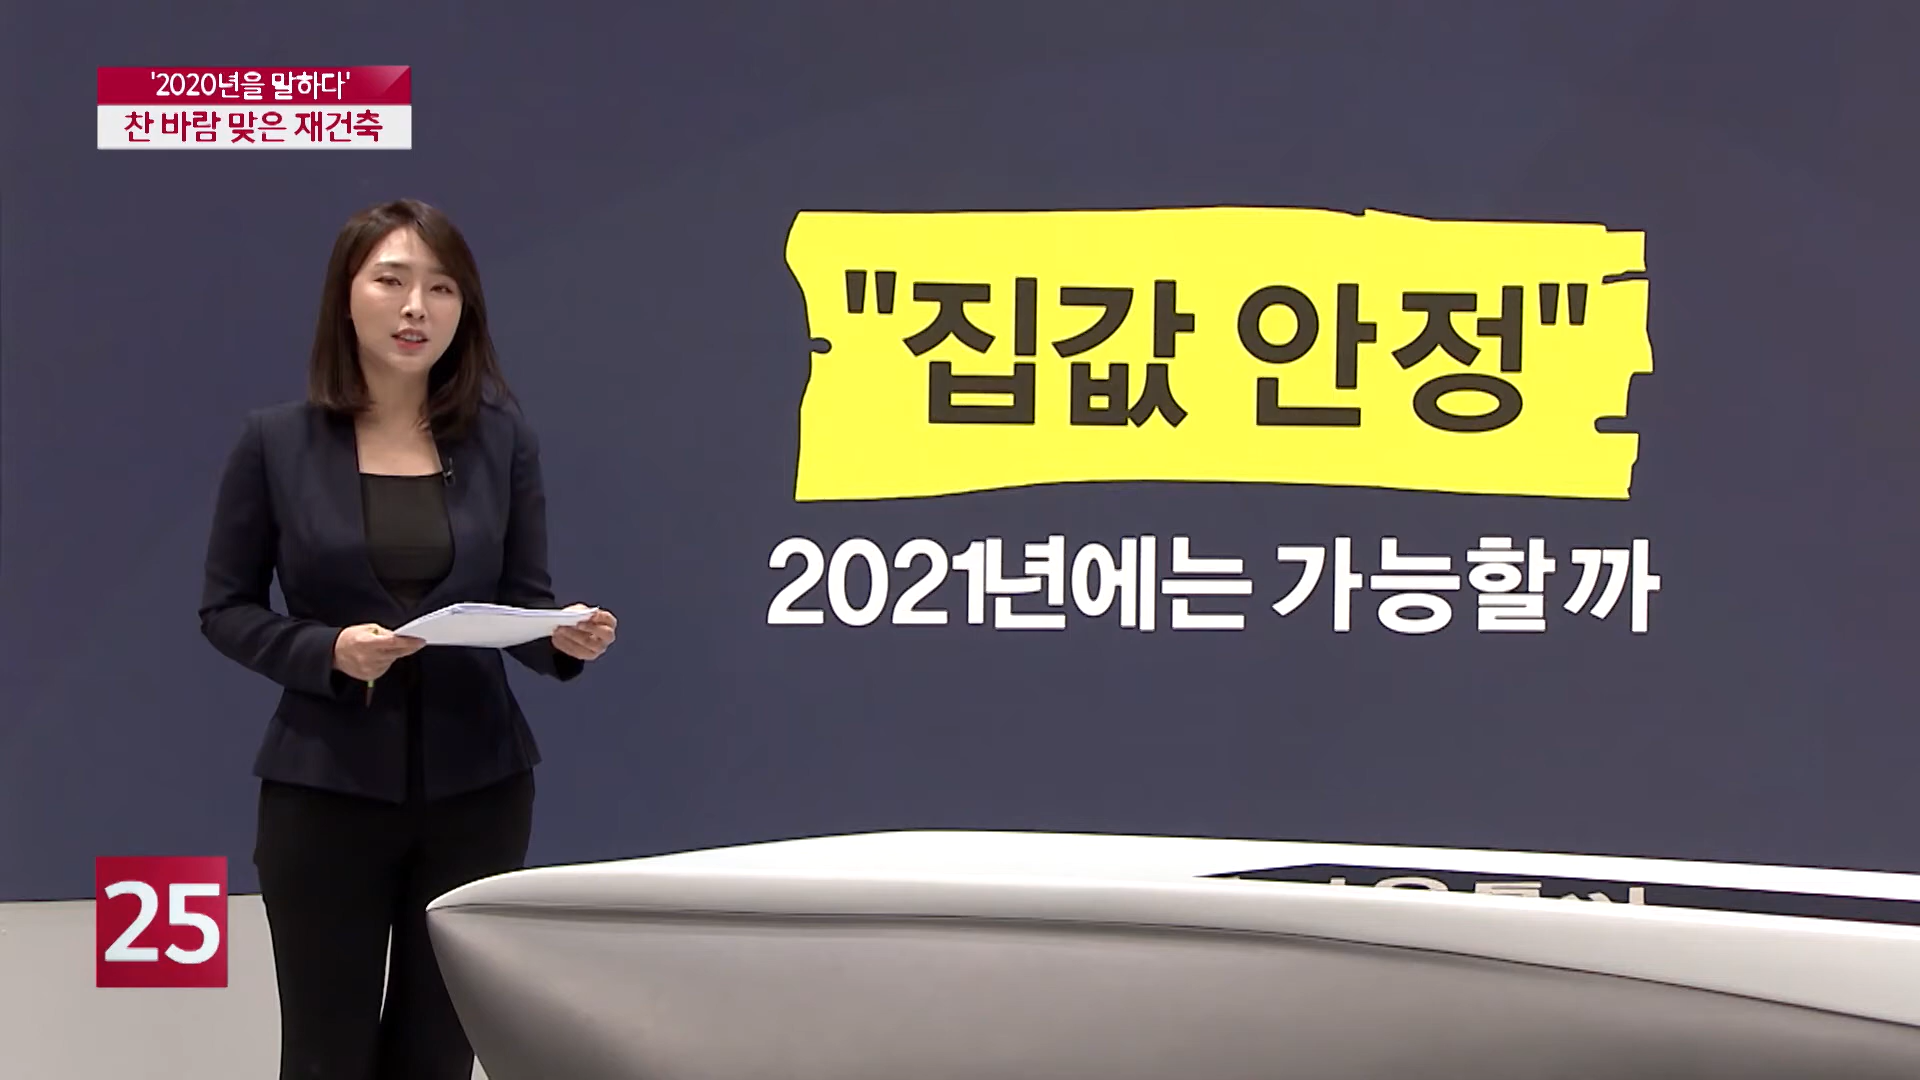 '2020년을 말하다'
찬 바람 맞은 재건축
"집값 안정"
2021년에는 가능할까
25